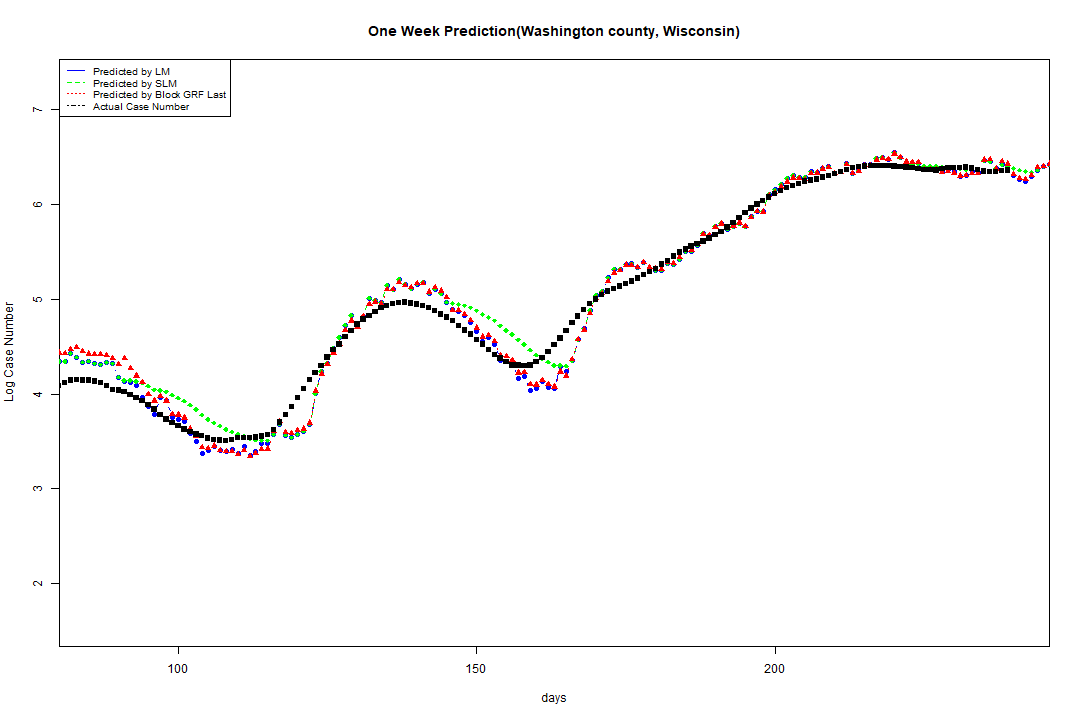 One Week Prediction(Washington county, Wisconsin)
Predicted by LM
Predicted by SLM
Predicted by Block GRF Last
Actual Case Number
7
6
5
4
3
2
Log Case Number
100
150
200
days